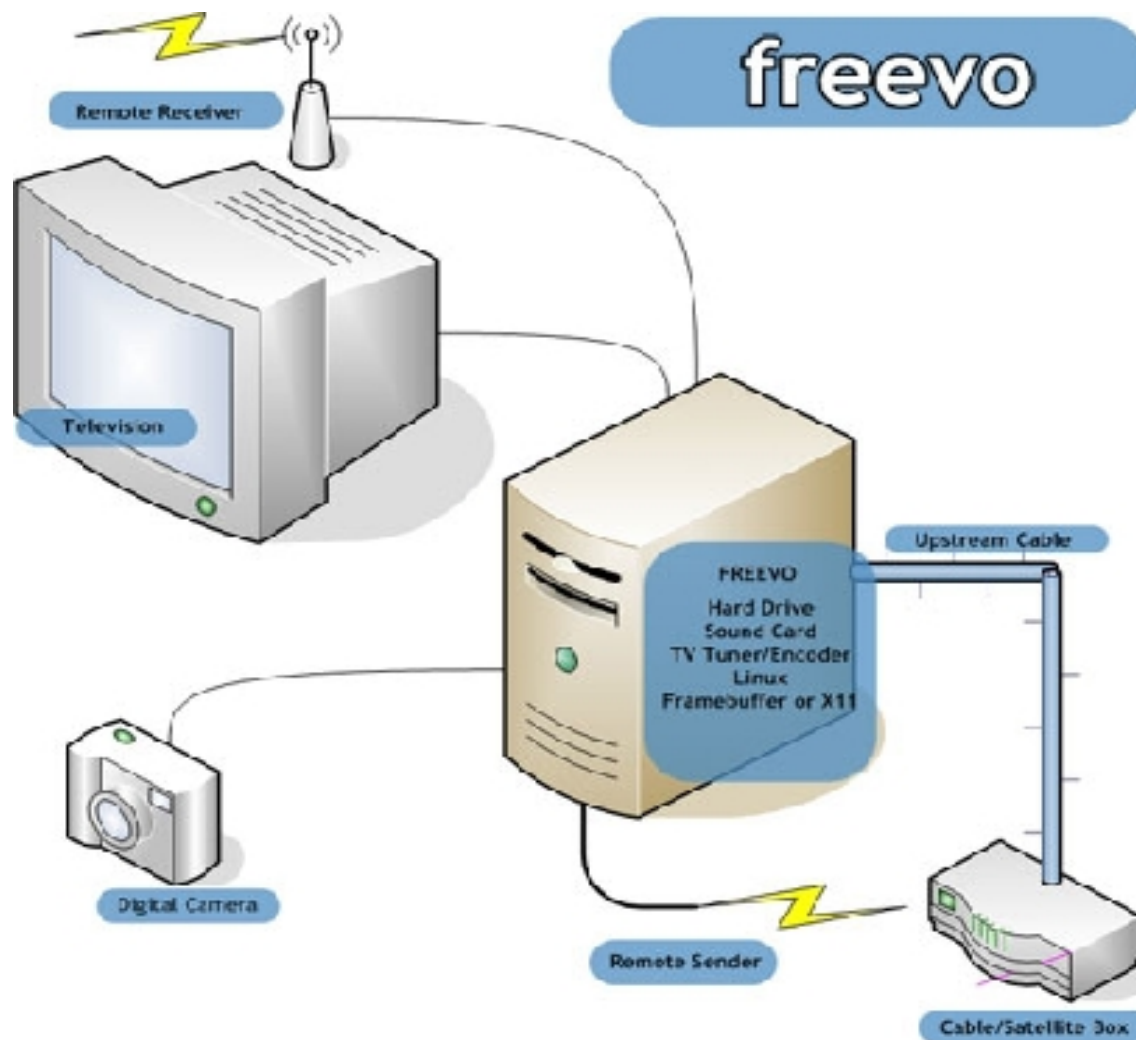 freevo
Remote Receiver
Television
Upstream Cable
FREEVO
Hard Drive
Sound Card
TV Tuner/Encoder
Linux
Framebuffer or X11
Digital Camera
Remote Sender
Cable/Satellite Box